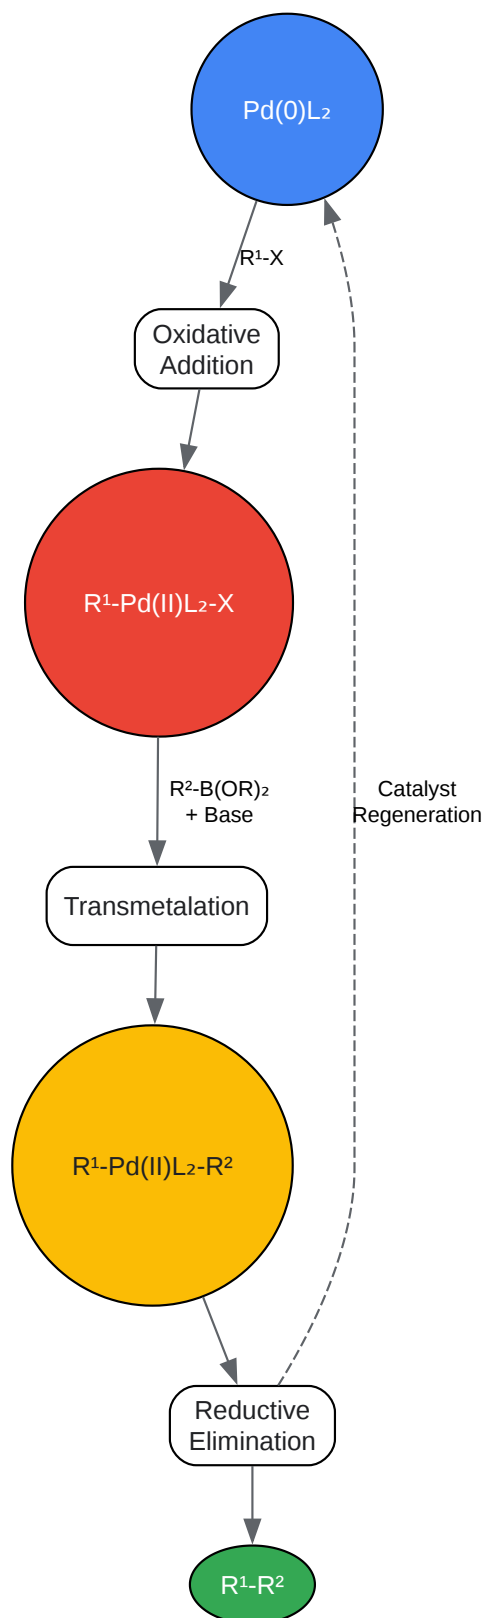 Pd(0)L₂
R¹-X
Oxidative
Addition
R¹-Pd(II)L₂-X
R²-B(OR)₂
+ Base
Catalyst
Regeneration
Transmetalation
R¹-Pd(II)L₂-R²
Reductive
Elimination
R¹-R²